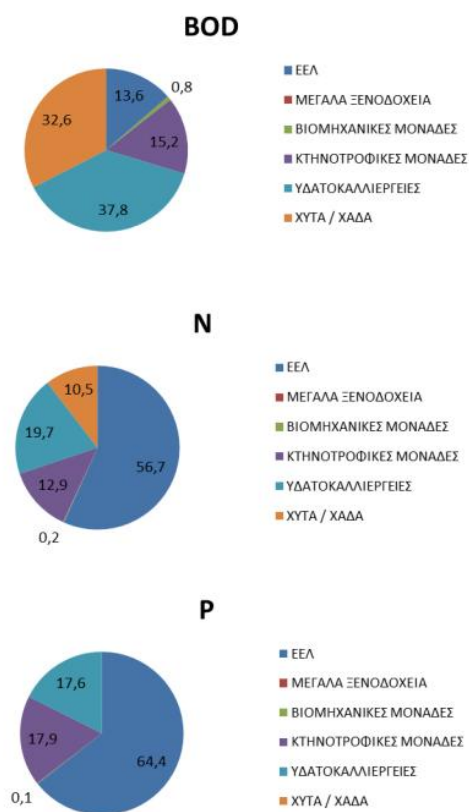 BOD
13,6
0,8
15,2
37,8
32,6
ΕΕΛ
ΜΕΓΑΛΑ ΞΕΝΟΔΟΧΕΙΑ
ΒΙΟΜΗΧΑΝΙΚΕΣ ΜΟΝΑΔΕΣ
ΚΤΗΝΟΤΡΟΦΙΚΕΣ ΜΟΝΑΔΕΣ
ΥΔΑΤΟΚΑΛΛΙΕΡΓΕΙΕΣ
ΧΥΤΑ / ΧΑΔΑ
N
56,7
0,2
12,9
19,7
10,5
ΕΕΛ
ΜΕΓΑΛΑ ΞΕΝΟΔΟΧΕΙΑ
ΒΙΟΜΗΧΑΝΙΚΕΣ ΜΟΝΑΔΕΣ
ΚΤΗΝΟΤΡΟΦΙΚΕΣ ΜΟΝΑΔΕΣ
ΥΔΑΤΟΚΑΛΛΙΕΡΓΕΙΕΣ
ΧΥΤΑ / ΧΑΔΑ
P
64,4
0,1
17,9
17,6
ΕΕΛ
ΜΕΓΑΛΑ ΞΕΝΟΔΟΧΕΙΑ
ΒΙΟΜΗΧΑΝΙΚΕΣ ΜΟΝΑΔΕΣ
ΚΤΗΝΟΤΡΟΦΙΚΕΣ ΜΟΝΑΔΕΣ
ΥΔΑΤΟΚΑΛΛΙΕΡΓΕΙΕΣ
ΧΥΤΑ / ΧΑΔΑ